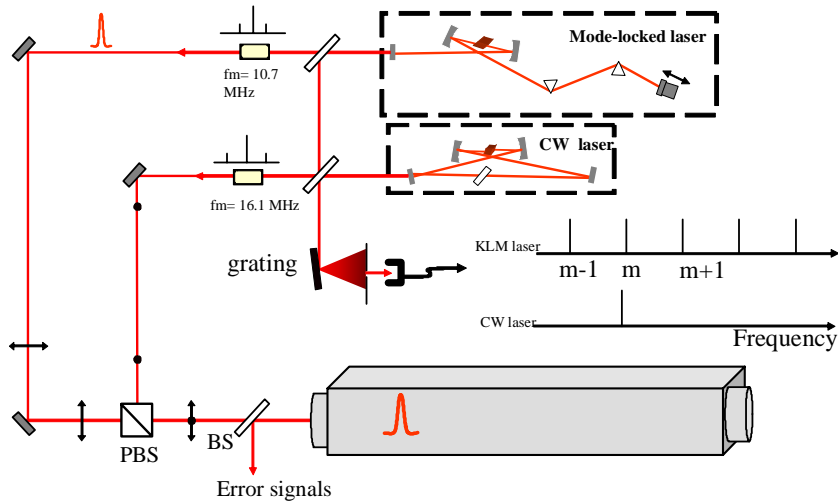 Mode-locked laser
fm= 10.7
MHz
CW laser
fm= 16.1 MHz
grating
KLM laser
m-1 m m+1
CW laser
Frequency
PBS
BS
Error signals